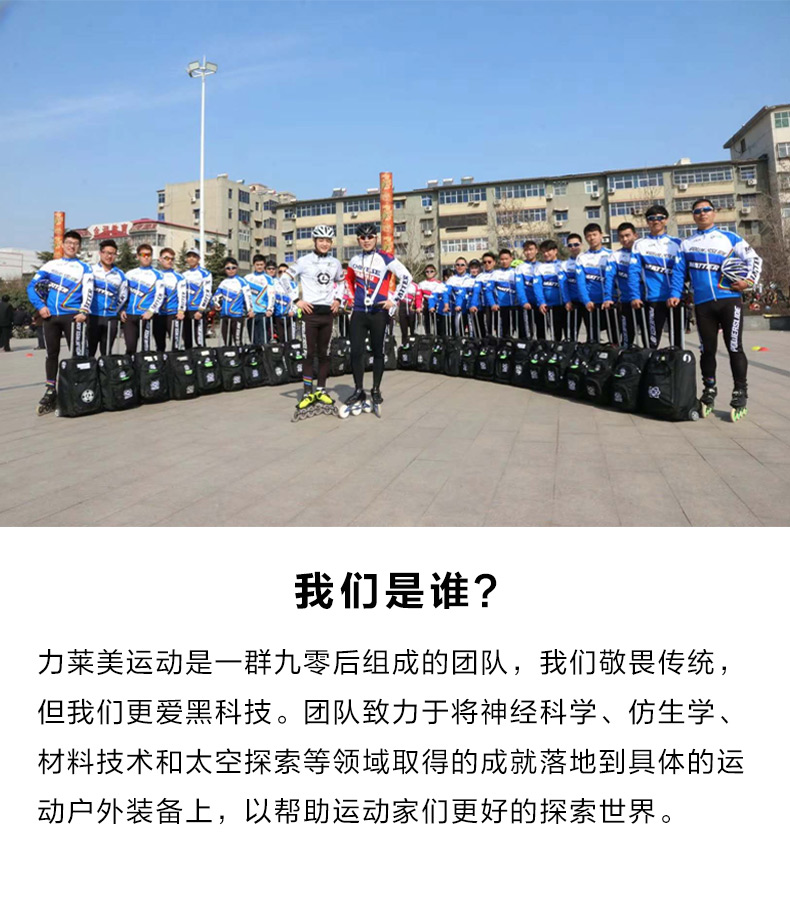 POWERSLIDE
我们是谁?
力莱美运动是一群九零后组成的团队，我们敬畏传统，
但我们更爱黑科技。团队致力于将神经科学、仿生学、
材料技术和太空探索等领域取得的成就落地到具体的运
动户外装备上，以帮助运动家们更好的探索世界。